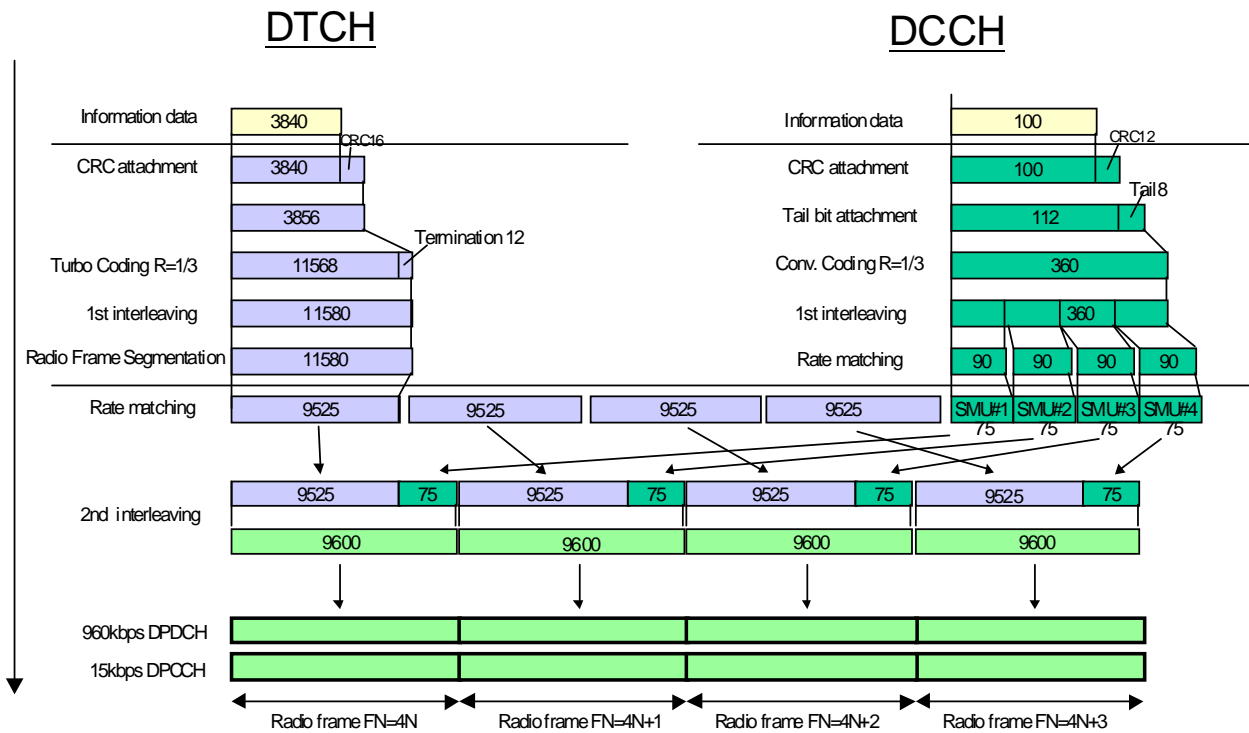 DTCH DCCH
Information data 3840 Information data 100
CRC16 CRC12
CRC attachment 3840 CRC attachment 100
Tail 8
3856 Tail bit attachment 112
Termination 12
Turbo Coding R=1/3 11568 Conv. Coding R=1/3 360
1st interleaving 11580 1st interleaving 360
Radio Frame Segmentation 11580 Rate matching 90 90 90 90
Rate matching 9525 9525 9525 9525 SMU#1 SMU#2 SMU#3 SMU#4
75 75 75 75
9525 75 9525 75 9525 75 9525 75
2nd interleaving
9600 9600 9600 9600
960kbps DPDCH
15kbps DPCCH
Radio frame FN=4N Radio frame FN=4N+1 Radio frame FN=4N+2 Radio frame FN=4N+3